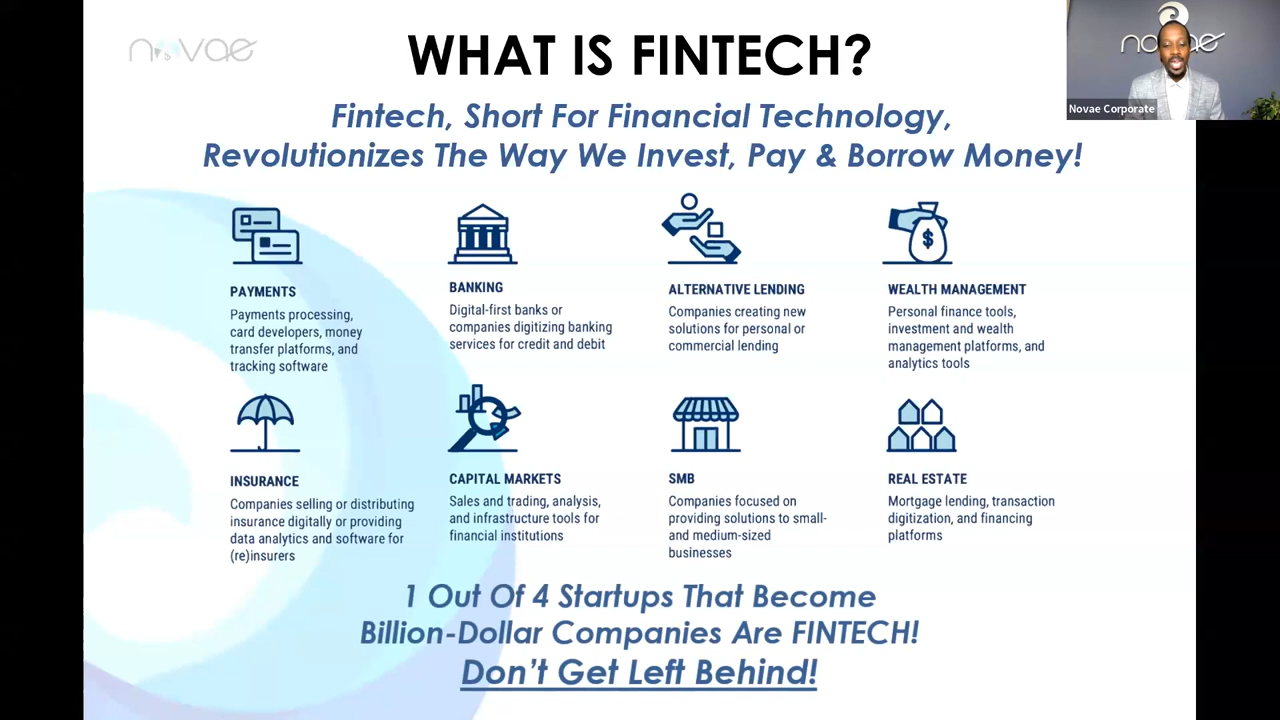 novae
WHAT IS FINTECH?
novae
Novae Corporate
Fintech, Short For Financial Technology,
Revolutionizes The Way We Invest, Pay & Borrow Money!
PAYMENTS
Payments processing,
card developers, money
transfer platforms, and
tracking software
BANKING
Digital-first banks or
companies digitizing banking
services for credit and debit
ALTERNATIVE LENDING
Companies creating new
solutions for personal or
commercial lending
$
WEALTH MANAGEMENT
Personal finance tools,
investment and wealth
management platforms, and
analytics tools
INSURANCE
Companies selling or distributing
insurance digitally or providing
data analytics and software for
(re)insurers
CAPITAL MARKETS
Sales and trading, analysis,
and infrastructure tools for
financial institutions
SMB
Companies focused on
providing solutions to small-
and medium-sized
businesses
REAL ESTATE
Mortgage lending, transaction
digitization, and financing
platforms
1 Out Of 4 Startups That Become
Billion-Dollar Companies Are FINTECH!
Don't Get Left Behind!